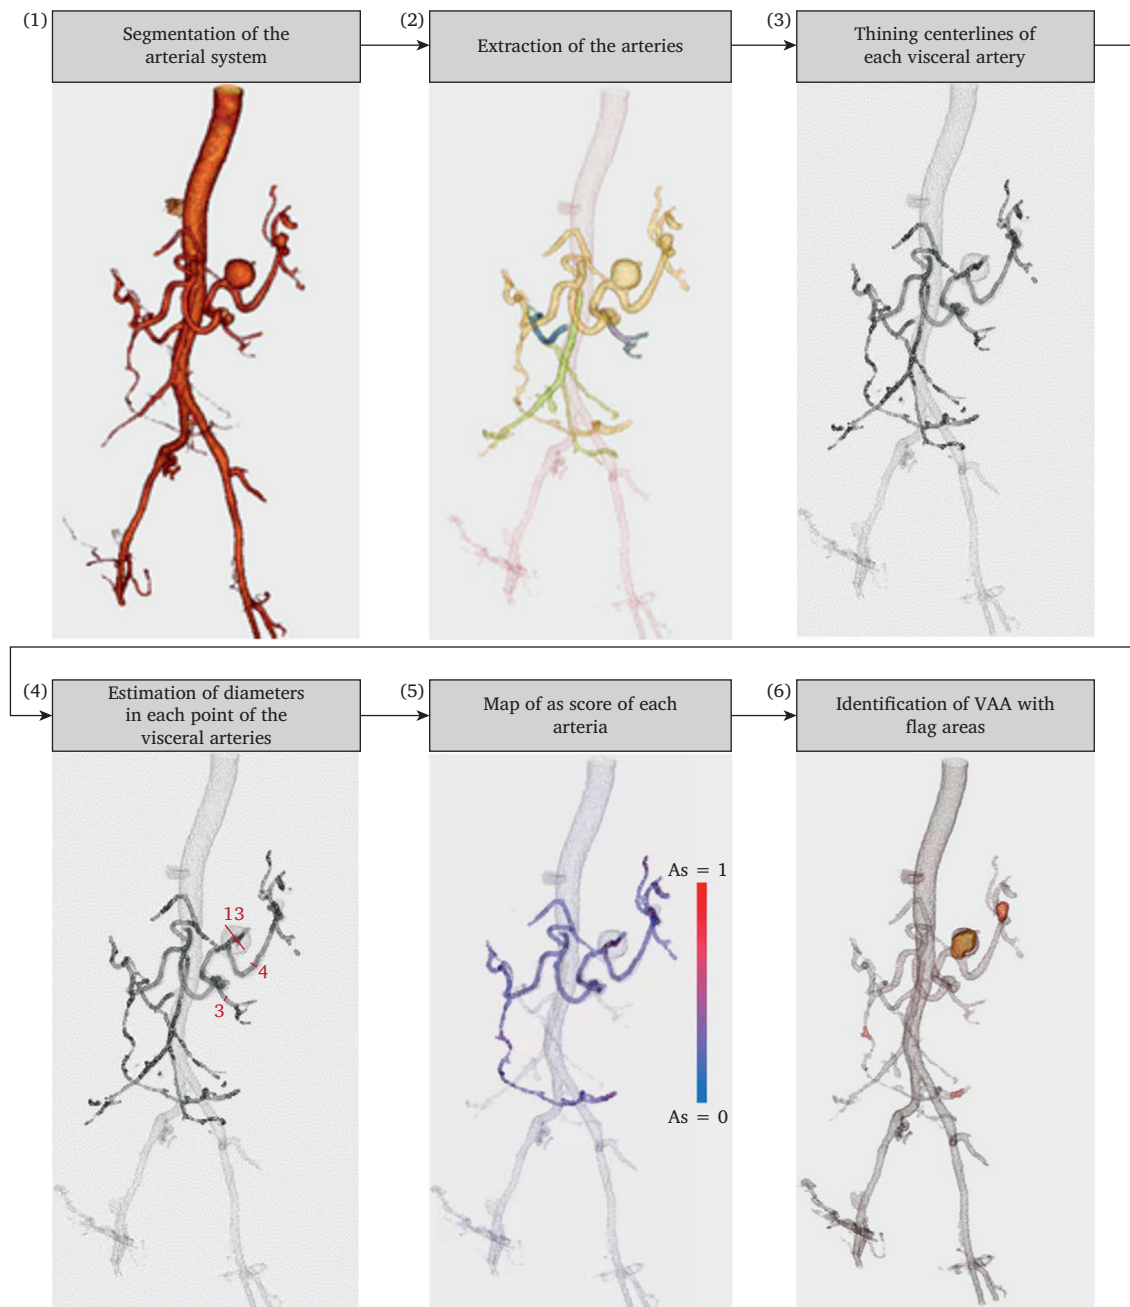 (1)
Segmentation of the
arterial system
(2)
Extraction of the arteries
(3)
Thining centerlines of
each visceral artery
(4)
Estimation of diameters
in each point of the
visceral arteries
13
4
3
(5)
Map of as score of each
arteria
As = 1
As = 0
(6)
Identification of VAA with
flag areas